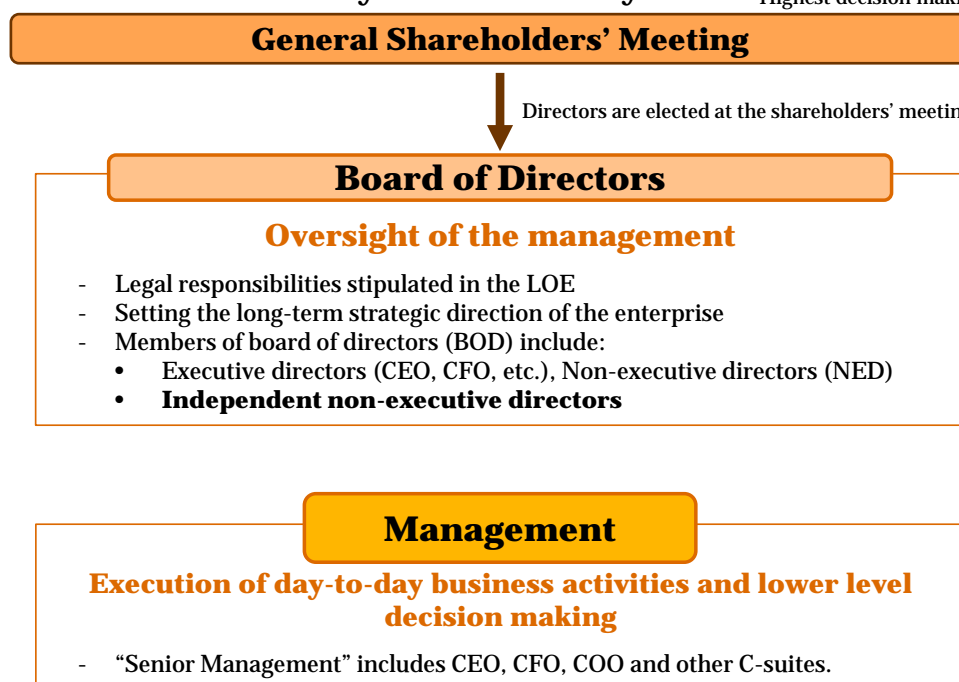 Highest decision
General Shareholders’ Meeting
Directors are elected at the shareholders’
Board of Directors
Oversight of the management
- Legal responsibilities stipulated in the LOE
- Setting the long-term strategic direction of the enterprise
- Members of board of directors (BOD) include:
• Executive directors (CEO, CFO, etc.), Non-executive directors (NED)
• Independent non-executive directors
Management
Execution of day-to-day business activities and lower level
decision making
- “Senior Management” includes CEO, CFO, COO and other C-suites.